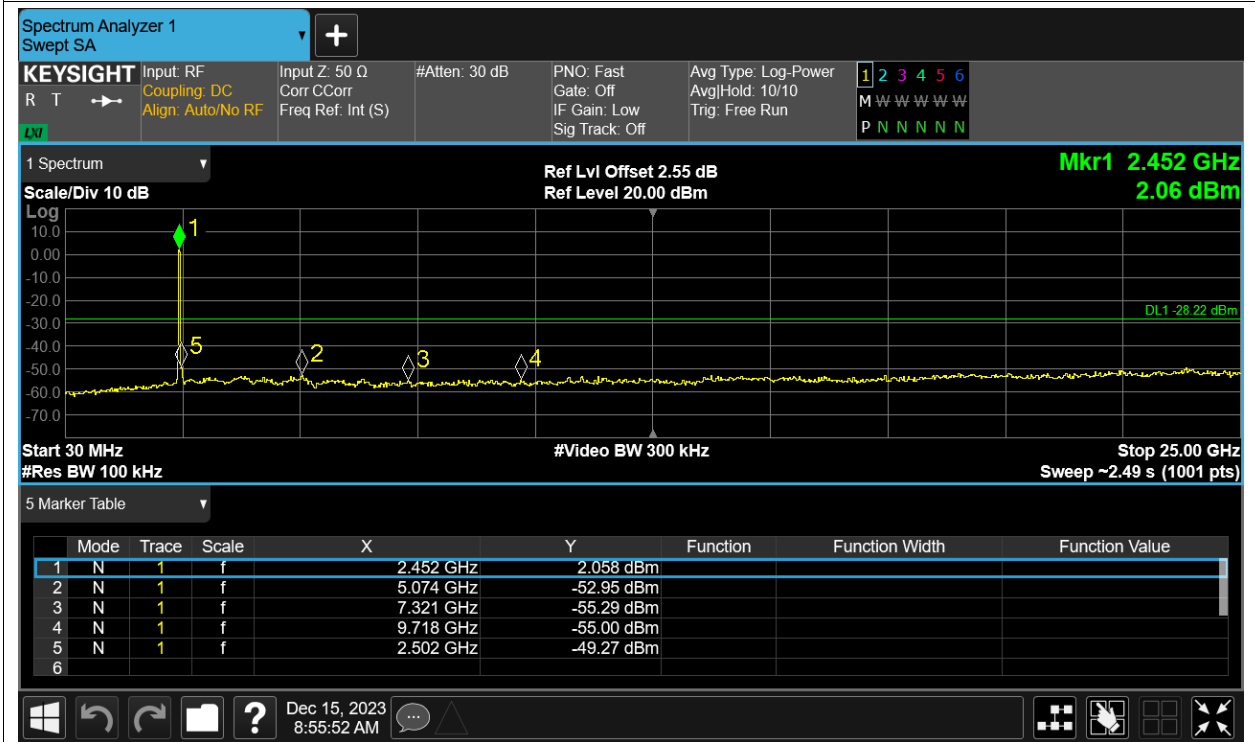 Spectrum Analyzer 1
Swept SA
KEYSIGHT
R T
LXI
Input: RF
Coupling: DC
Align: Auto/No RF
Input Z: 50 Ω
Corr CCorr
Freq Ref: Int (S)
#Atten: 30 dB
PNO: Fast
Gate: Off
IF Gain: Low
Sig Track: Off
Avg Type: Log-Power
Avg|Hold: 10/10
Trig: Free Run
1 2 3 4 5 6
M W W W W W
P N N N N N
1 Spectrum
Scale/Div 10 dB
Ref Lvl Offset 2.55 dB
Ref Level 20.00 dBm
Mkr1 2.452 GHz
2.06 dBm
Log
10.0
0.00
-10.0
-20.0
-30.0
-40.0
-50.0
-60.0
-70.0
1
5
2
3
4
DL1 -28.22 dBm
Start 30 MHz
#Video BW 300 kHz
Stop 25.00 GHz
#Res BW 100 kHz
Sweep ~2.49 s (1001 pts)
5 Marker Table
Mode Trace Scale X Y Function Function Width Function Value
1 N 1 f 2.452 GHz 2.058 dBm
2 N 1 f 5.074 GHz -52.95 dBm
3 N 1 f 7.321 GHz -55.29 dBm
4 N 1 f 9.718 GHz -55.00 dBm
5 N 1 f 2.502 GHz -49.27 dBm
6
?
Dec 15, 2023
8:55:52 AM